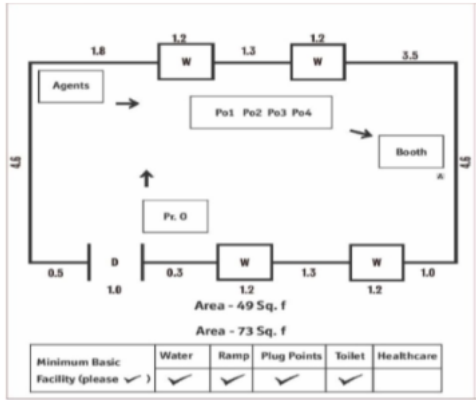 1.2 1.2
1.8 1.3 3.5
W W
Agents
Po1 Po2 Po3 Po4
Booth
4.6 4.6
Pr. O
D W W
0.5 0.3 1.3 1.0
1.0 1.2 1.2
Area - 49 Sq. f
Area - 73 Sq. f
Water Ramp Plug Points Toilet Healthcare
Minimum Basic
Facility (please ✓ ) ✓ ✓ ✓ ✓